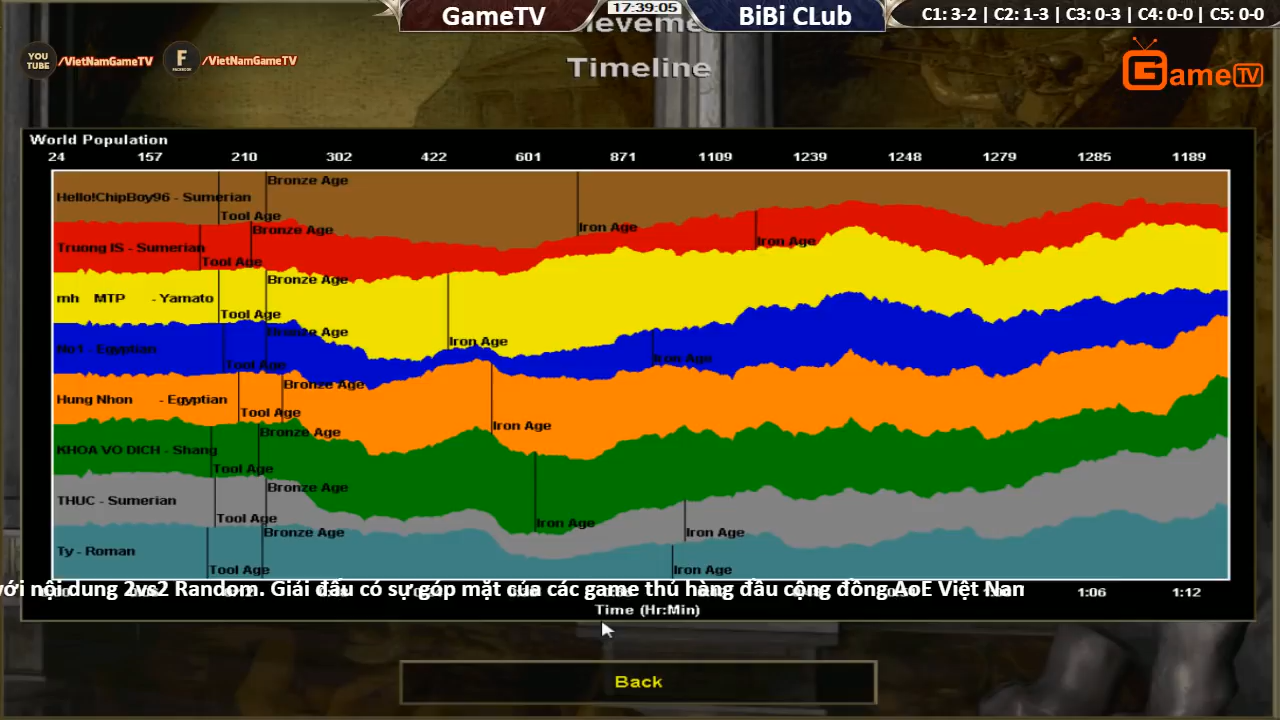 GameTV
17:39:05
BiBi CLub
C1: 3-2 | C2: 1-3 | C3: 0-3 | C4: 0-0 | C5: 0-0
Timeline
YOU TUBE /VietNamGameTV
F FACEBOOK /VietNamGameTV
GameTV
World Population
24 157 210 302 422 601 871 1109 1239 1248 1279 1285 1189
Bronze Age
Hello!ChipBoy96 - Sumerian
Tool Age
Iron Age
Bronze Age
Truong IS - Sumerian
Iron Age
Tool Age
Bronze Age
mh MTP - Yamato
Tool Age
Iron Age
Bronze Age
No1 - Egyptian
Iron Age
Tool Age
Bronze Age
Hung Nhon - Egyptian
Tool Age
Iron Age
Bronze Age
KHOA VO DICH - Shang
Tool Age
Iron Age
Bronze Age
THUC - Sumerian
Tool Age
Iron Age
Bronze Age
Ty - Roman
Tool Age
Iron Age
với nội dung 2vs2 Random. Giải đấu có sự góp mặt của các game thủ hàng đầu cộng đồng AoE Việt Nan
1:06 1:12
Time (Hr:Min)
Back